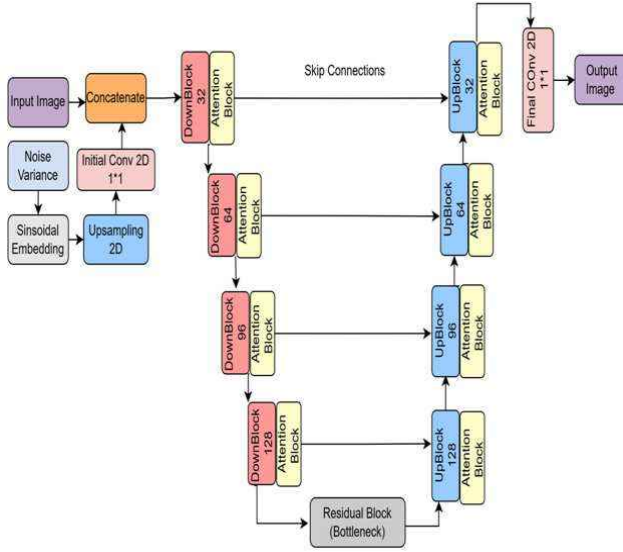 Input Image
Concatenate
Noise
Variance
Initial Conv 2D
1*1
Sinsoidal
Embedding
Upsampling
2D
DownBlock
32
Attention
Block
Skip Connections
UpBlock
32
Attention
Block
Final COnv 2D
1*1
Output
Image
DownBlock
64
Attention
Block
UpBlock
64
Attention
Block
DownBlock
96
Attention
Block
UpBlock
96
Attention
Block
DownBlock
128
Attention
Block
UpBlock
128
Attention
Block
Residual Block
(Bottleneck)